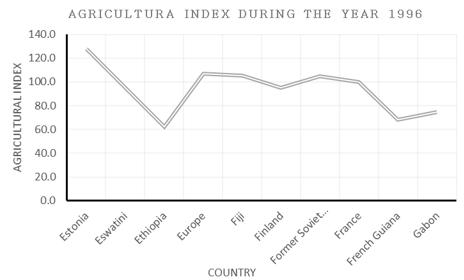 AGRICULTURA INDEX DURING THE YEAR 1996
140.0
120.0
100.0
80.0
60.0
40.0
20.0
0.0
AGRICULTURAL INDEX
Estonia
Eswatini
Ethiopia
Europe
Fiji
Finland
Former Soviet...
France
French Guiana
Gabon
COUNTRY